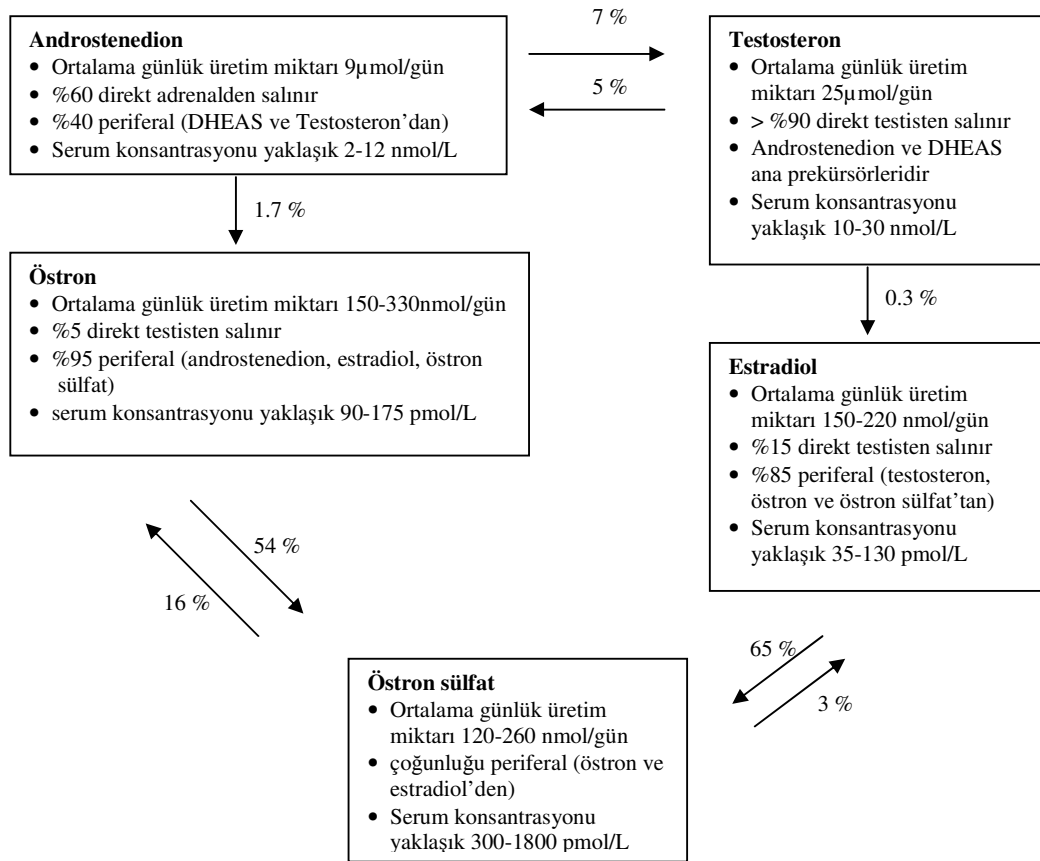 7 %
Androstenedion
• Ortalama günlük üretim miktarı 9µmol/gün
• %60 direkt adrenalden salınır
• %40 periferal (DHEAS ve Testosteron’dan)
• Serum konsantrasyonu yaklaşık 2-12 nmol/L
5 %
Testosteron
• Ortalama günlük üretim
miktarı 25µmol/gün
• > %90 direkt testisten salınır
• Androstenedion ve DHEAS
ana prekürsörleridir
• Serum konsantrasyonu
yaklaşık 10-30 nmol/L
1.7 %
0.3 %
Östron
• Ortalama günlük üretim miktarı 150-330nmol/gün
• %5 direkt testisten salınır
• %95 periferal (androstenedion, estradiol, östron
sülfat)
• serum konsantrasyonu yaklaşık 90-175 pmol/L
Estradiol
• Ortalama günlük üretim
miktarı 150-220 nmol/gün
• %15 direkt testisten salınır
• %85 periferal (testosteron,
östron ve östron sülfat’tan)
• Serum konsantrasyonu
yaklaşık 35-130 pmol/L
54 %
16 %
65 %
3 %
Östron sülfat
• Ortalama günlük üretim
miktarı 120-260 nmol/gün
• çoğunluğu periferal (östron ve
estradiol’den)
• Serum konsantrasyonu
yaklaşık 300-1800 pmol/L